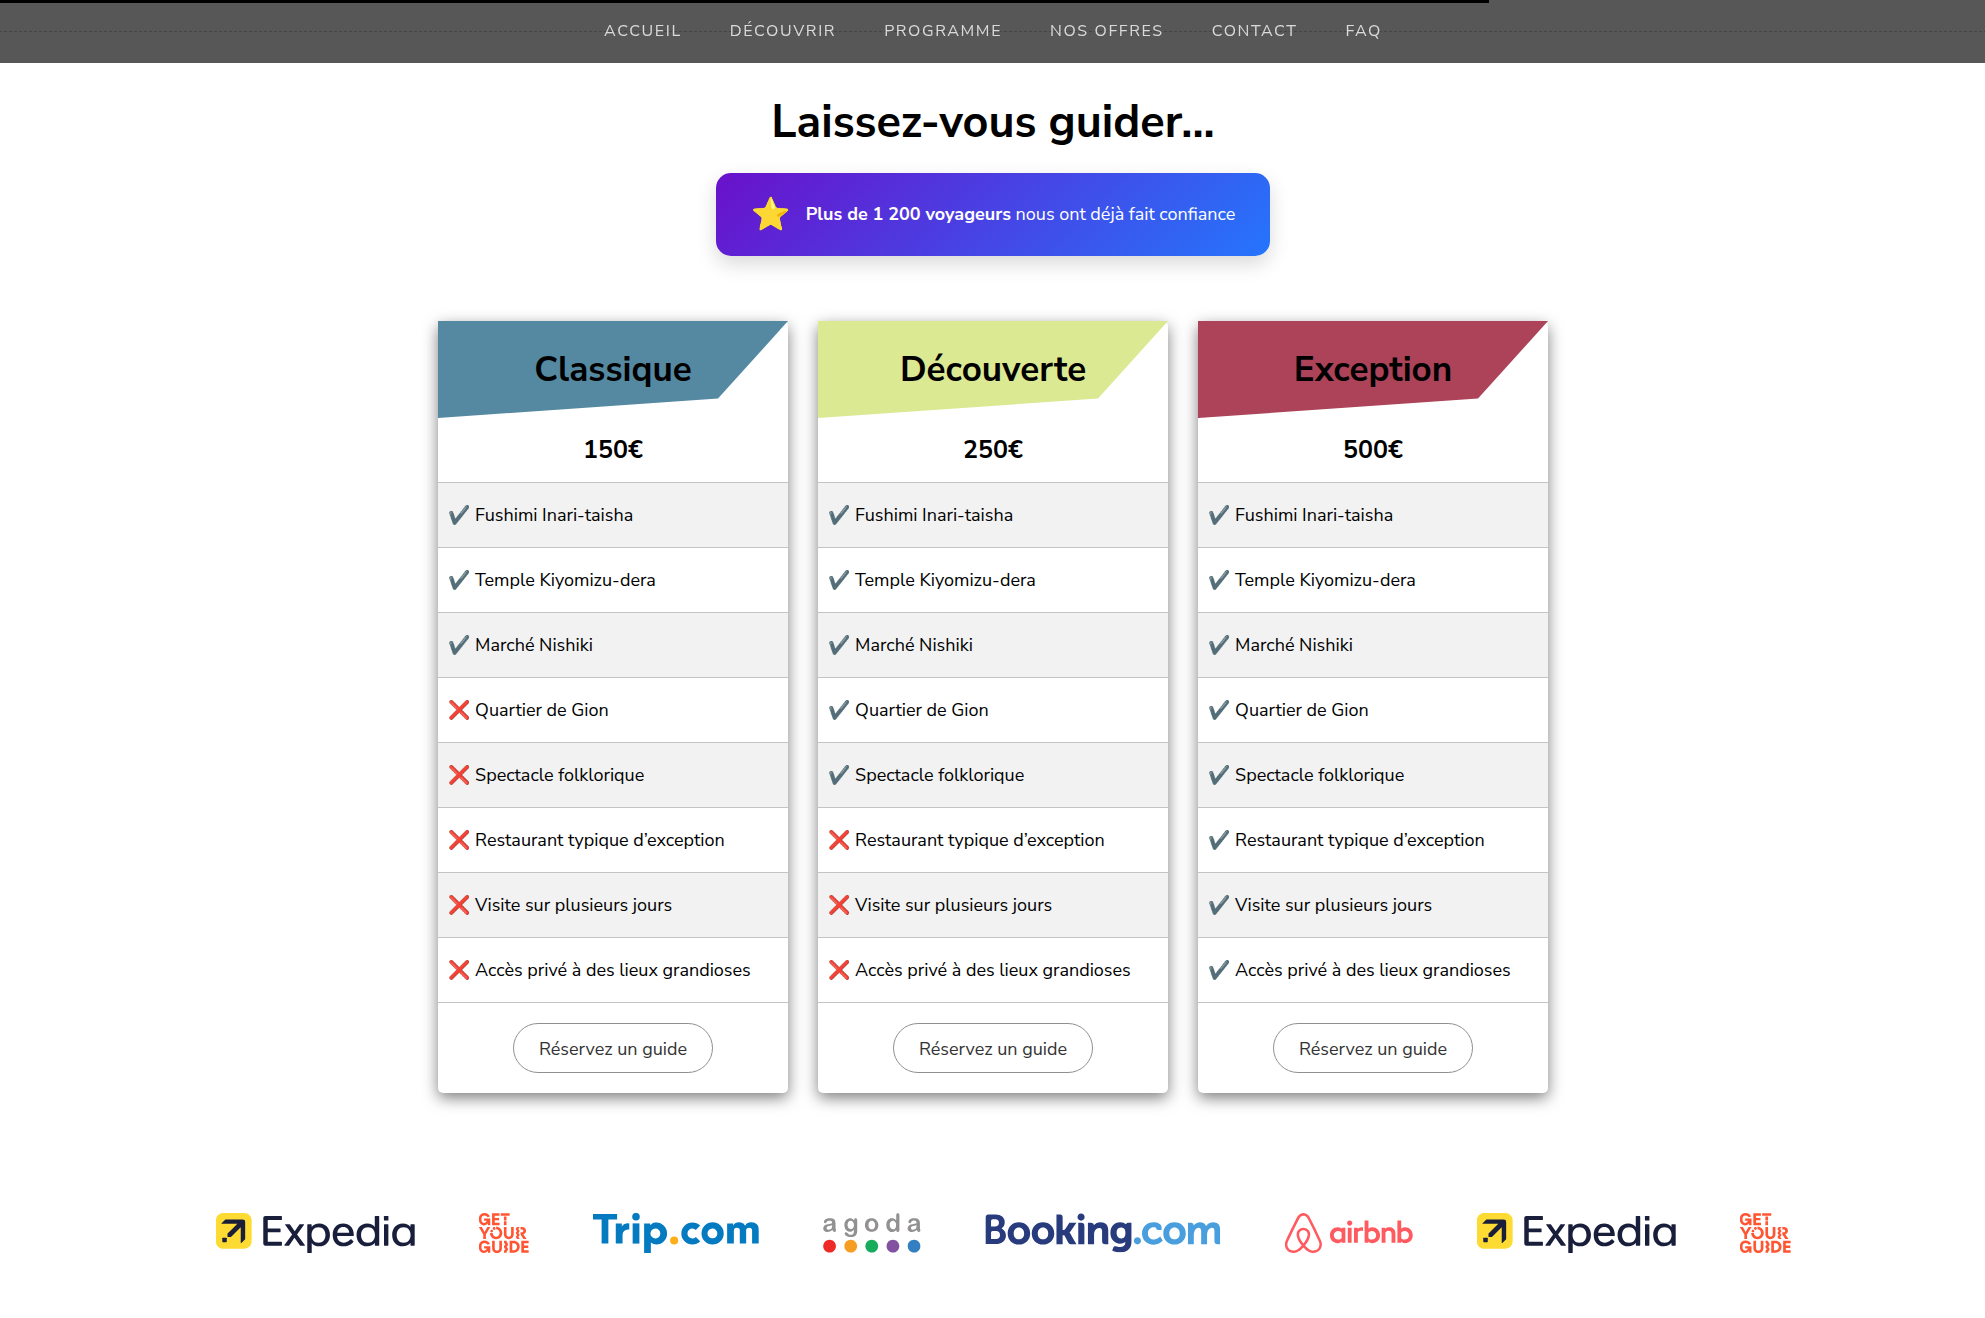 ACCUEIL DÉCOUVRIR PROGRAMME NOS OFFRES CONTACT FAQ
Laissez-vous guider...
Plus de 1 200 voyageurs nous ont déjà fait confiance
Classique
150€
Fushimi Inari-taisha
Temple Kiyomizu-dera
Marché Nishiki
Quartier de Gion
Spectacle folklorique
Restaurant typique d’exception
Visite sur plusieurs jours
Accès privé à des lieux grandioses
Réservez un guide
Découverte
250€
Fushimi Inari-taisha
Temple Kiyomizu-dera
Marché Nishiki
Quartier de Gion
Spectacle folklorique
Restaurant typique d’exception
Visite sur plusieurs jours
Accès privé à des lieux grandioses
Réservez un guide
Exception
500€
Fushimi Inari-taisha
Temple Kiyomizu-dera
Marché Nishiki
Quartier de Gion
Spectacle folklorique
Restaurant typique d’exception
Visite sur plusieurs jours
Accès privé à des lieux grandioses
Réservez un guide
Expedia
GET
YOUR
GUIDE
Trip.com
agoda
Booking.com
airbnb
Expedia
GET
YOUR
GUIDE